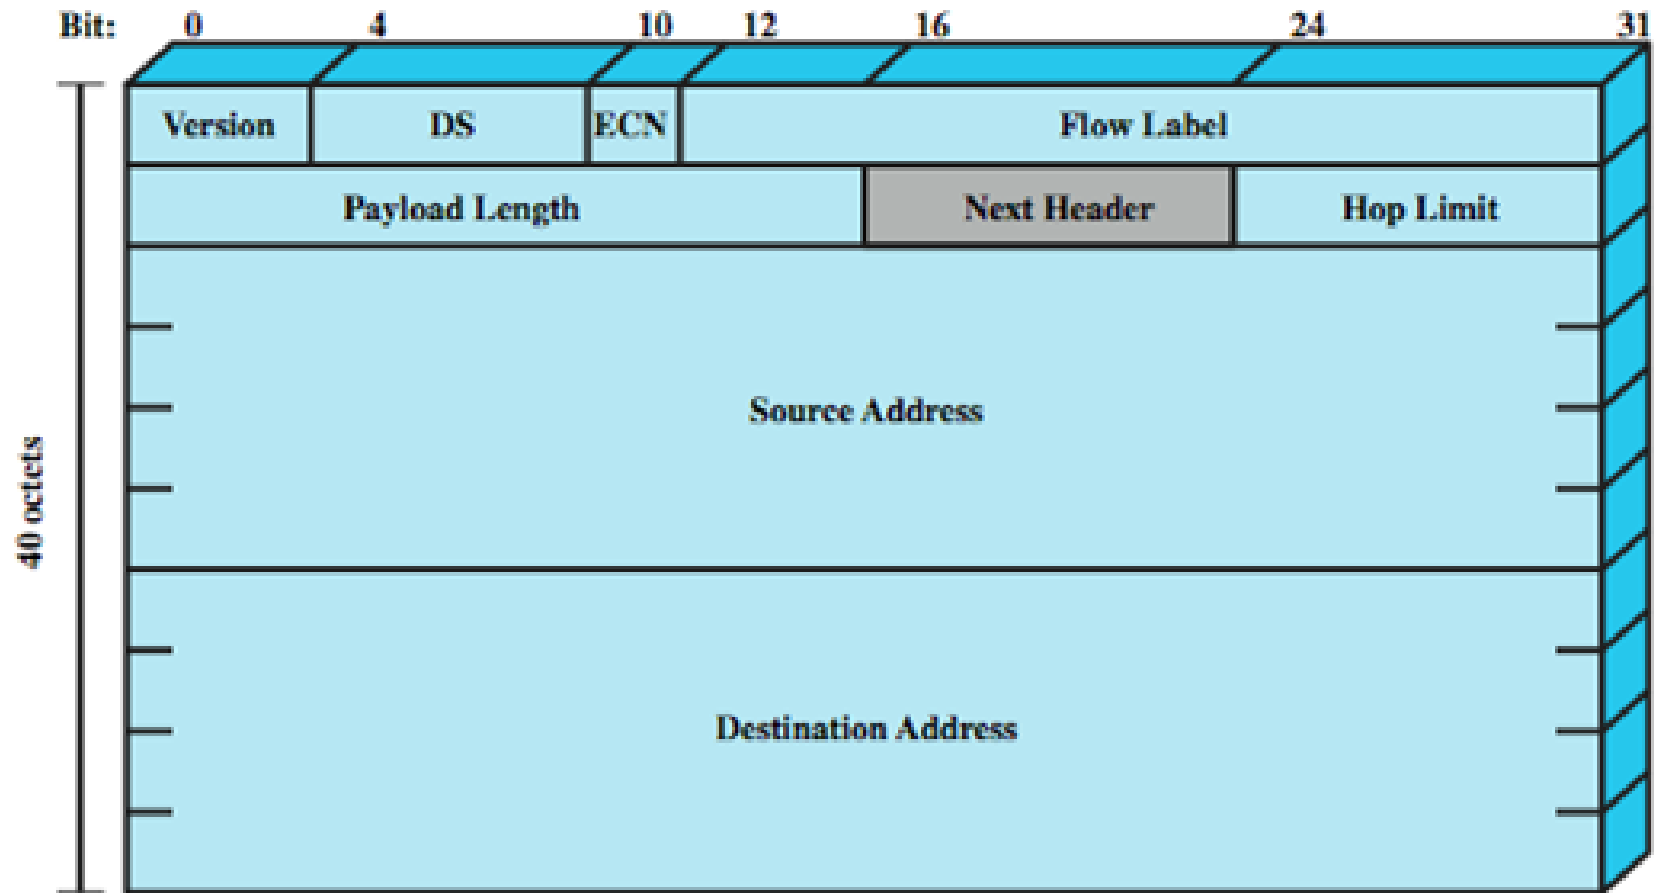 Bit: 0 4 10 12 16 24 31
Version DS ECN Flow Label
Payload Length Next Header Hop Limit
Source Address
40 octets
Destination Address